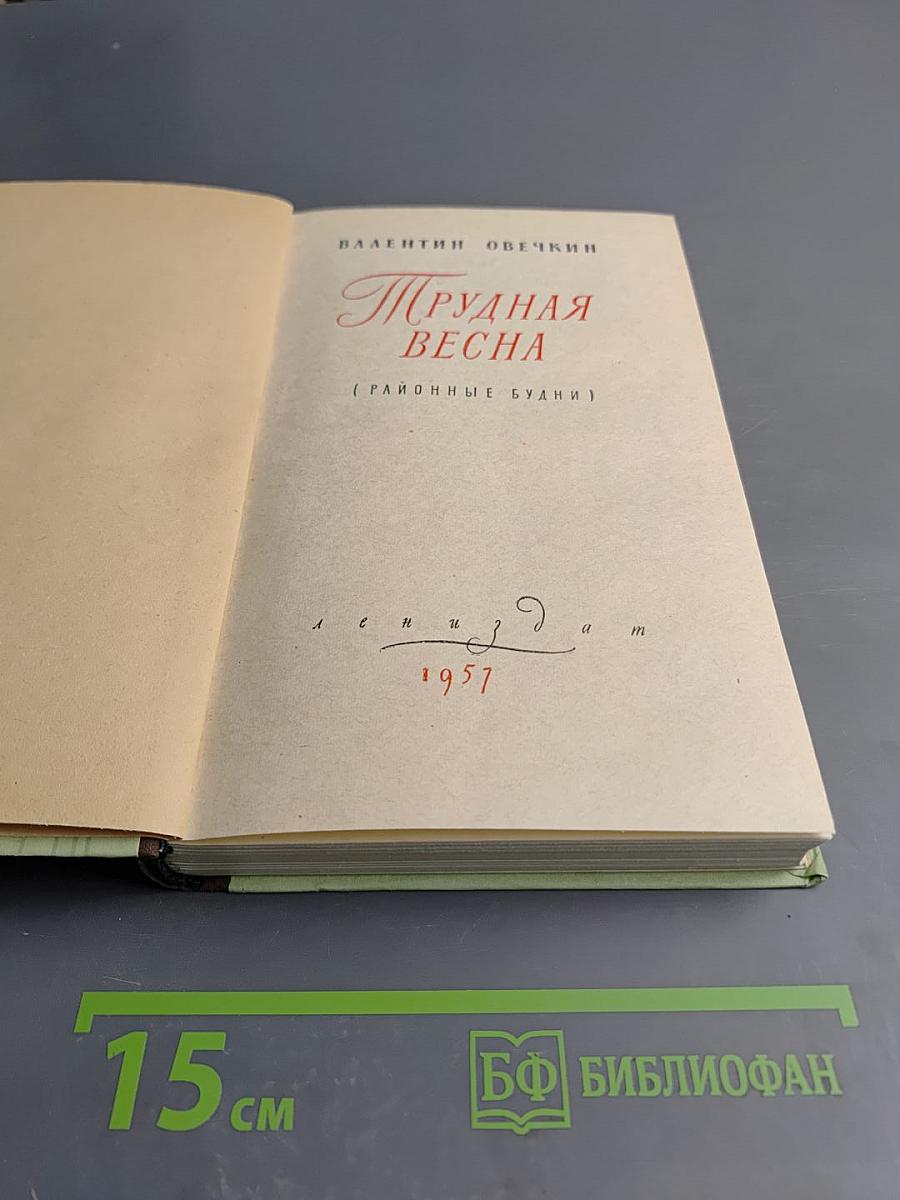 ВАЛЕНТИН ОВЕЧКИН
ТРУДНАЯ
ВЕСНА
(РАЙОННЫЕ БУДНИ)
лениздат
1957
15 см
БФ БИБЛИОФАН